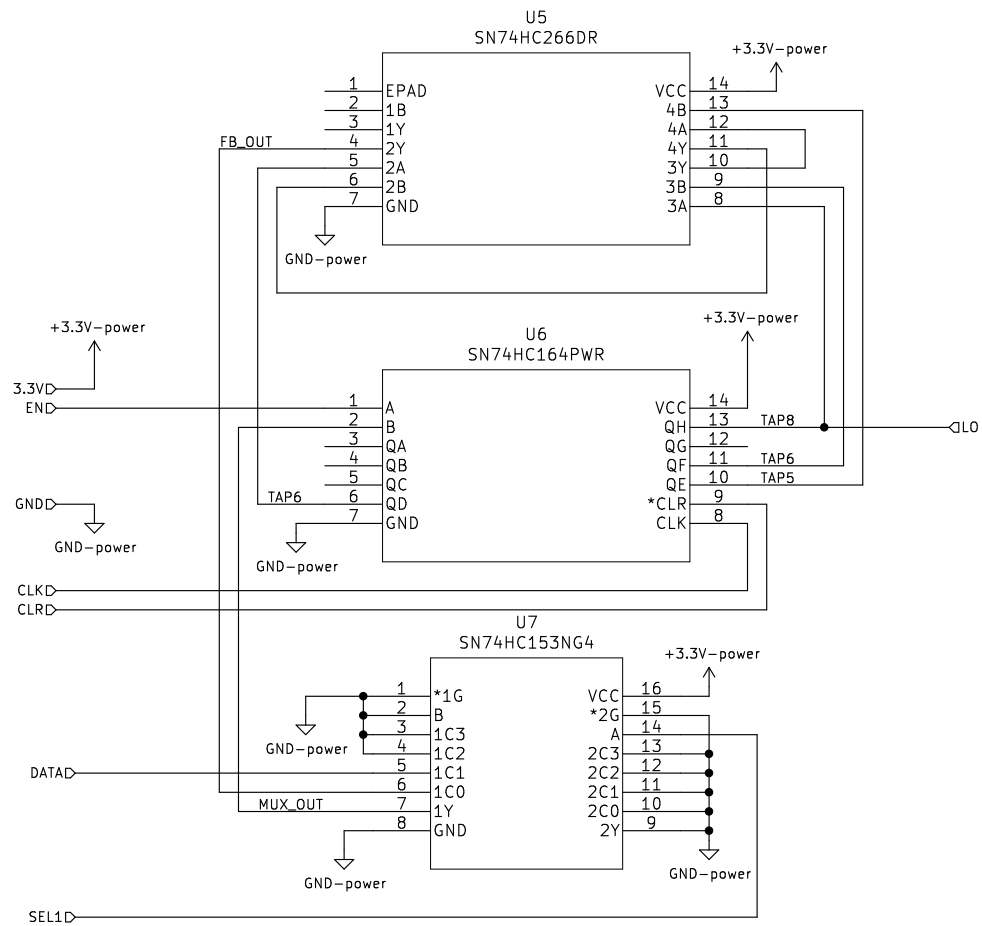 U5
SN74HC266DR
+3.3V-power
1 EPAD VCC 14
2 1B 4B 13
3 1Y 4A 12
FB_OUT 4 2Y 4Y 11
5 2A 3Y 10
6 2B 3B 9
7 GND 3A 8
GND-power
+3.3V-power
+3.3V-power
U6
SN74HC164PWR
3.3V
EN 1 A VCC 14
2 B QH 13 TAP8 LO
3 QA QG 12
4 QB QF 11 TAP6
5 QC QE 10 TAP5
GND TAP6 6 QD *CLR 9
7 GND CLK 8
GND-power
GND-power
CLK
CLR
U7
SN74HC153NG4
+3.3V-power
1 *1G VCC 16
2 B *2G 15
3 1C3 A 14
GND-power
4 1C2 2C3 13
DATA 5 1C1 2C2 12
6 1C0 2C1 11
MUX_OUT 7 1Y 2C0 10
8 GND 2Y 9
GND-power
GND-power
SEL1